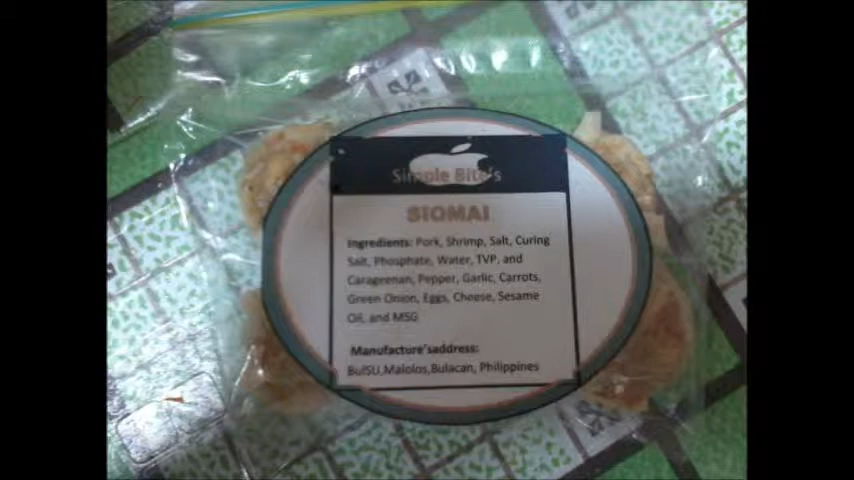 Simple Bite's
SIOMAI
Ingredients: Pork, Shrimp, Salt, Curing
Salt, Phosphate, Water, TVP, and
Carageenan, Pepper, Garlic, Carrots,
Green Onion, Eggs, Cheese, Sesame
Oil, and MSG
Manufacture'saddress:
BulSU,Malolos,Bulacan, Philippines